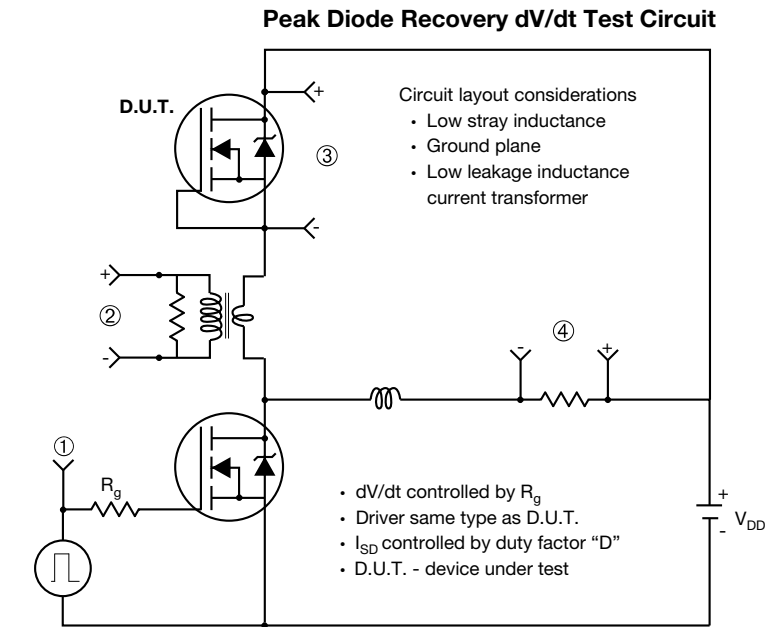 Peak Diode Recovery dV/dt Test Circuit
D.U.T.
+
Circuit layout considerations
• Low stray inductance
• Ground plane
• Low leakage inductance
current transformer
③
-
+
②
-
④
- +
①
Rg
• dV/dt controlled by Rg
• Driver same type as D.U.T.
• ISD controlled by duty factor “D”
• D.U.T. - device under test
+
VDD
-